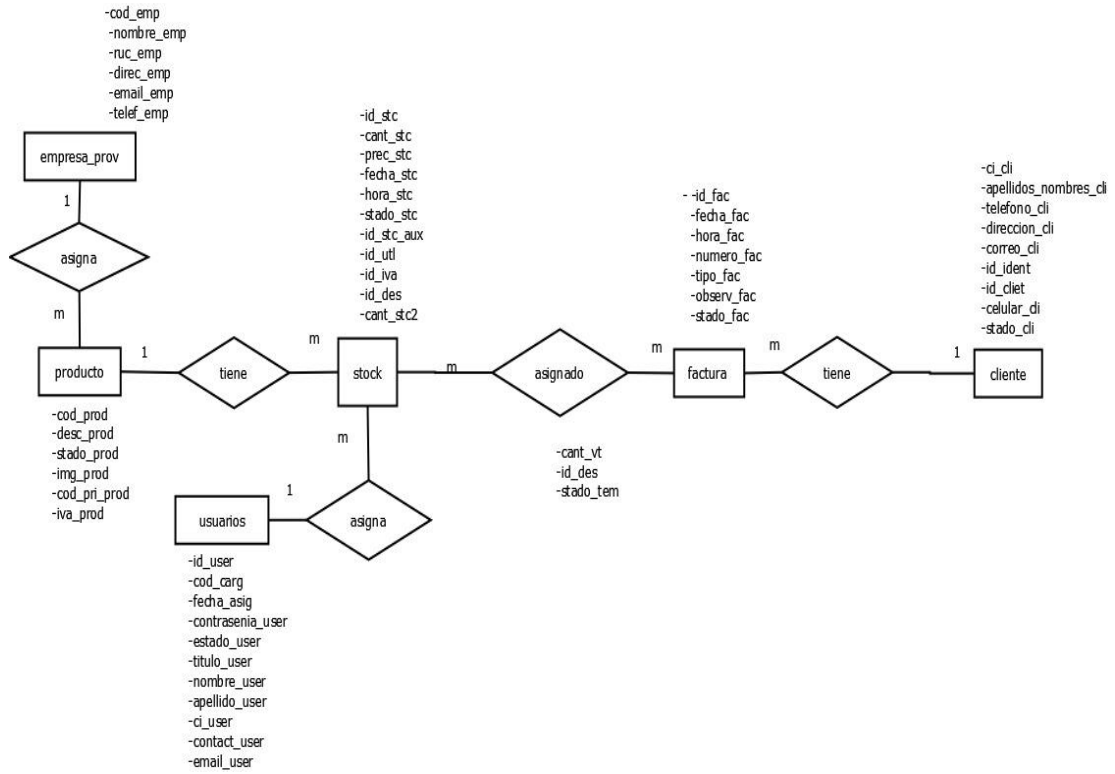 -cod_emp
-nombre_emp
-ruc_emp
-direc_emp
-email_emp
-telef_emp
empresa_prov
1
asigna
m
producto
-cod_prod
-desc_prod
-stado_prod
-img_prod
-cod_pri_prod
-iva_prod
1
tiene
m
-id_stc
-cant_stc
-prec_stc
-fecha_stc
-hora_stc
-stado_stc
-id_stc_aux
-id_utl
-id_iva
-id_des
-cant_stc2
stock
m
asigna
1
usuarios
-id_user
-cod_carg
-fecha_asig
-contrasenia_user
-estado_user
-titulo_user
-nombre_user
-apellido_user
-ci_user
-contact_user
-email_user
m
asignado
-cant_vt
-id_des
-stado_tem
m
- -id_fac
-fecha_fac
-hora_fac
-numero_fac
-tipo_fac
-observ_fac
-stado_fac
factura
m
tiene
1
-ci_cli
-apellidos_nombres_cli
-telefono_cli
-direccion_cli
-correo_cli
-id_ident
-id_cliet
-celular_cli
-stado_cli
cliente